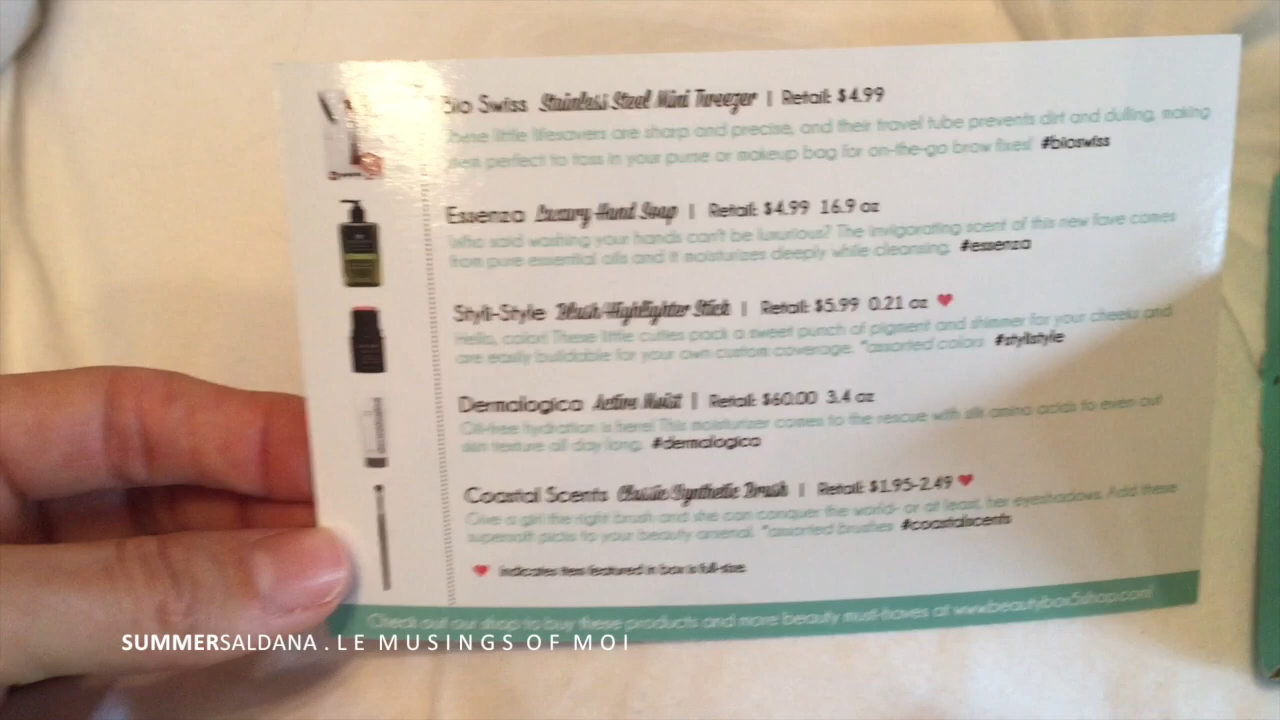 Bio Swiss Stainless Steel Mini Tweezer | Retail: $4.99
These little lifesavers are sharp and precise, and their travel tube prevents dirt and dulling, making
them perfect to toss in your purse or makeup bag for on-the-go brow fixes! #bioswiss
Essenza Luxury Hand Soap | Retail: $4.99 16.9 oz
Who said washing your hands can't be luxurious? The invigorating scent of this new fave comes
from pure essential oils and it moisturizes deeply while cleansing. #essenza
Styli-Style Blush/Highlighter Stick | Retail: $5.99 0.21 oz ♥
Hello, color! These little cuties pack a sweet punch of pigment and shimmer for your cheeks and
are easily buildable for your own custom coverage. *assorted colors #stylistyle
Dermalogica Active Moist | Retail: $60.00 3.4 oz
Oil-free hydration is here! This moisturizer comes to the rescue with silk amino acids to even out
skin texture all day long. #dermalogica
Coastal Scents Classic Synthetic Brush | Retail: $1.95-2.49 ♥
Give a girl the right brush and she can conquer the world- or at least, her eyeshadows. Add these
supersoft picks to your beauty arsenal. *assorted brushes #coastalscents
♥ Indicates item featured in box is full-size
Check out our shop to buy these products and more beauty must-haves at www.beautybox5shop.com!
SUMMERSALDANA . LE MUSINGS OF MOI